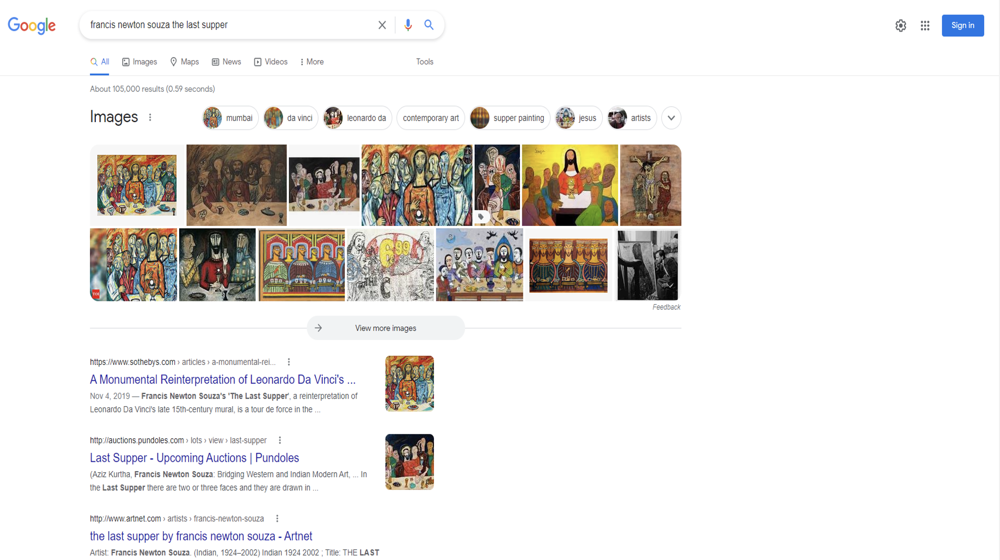 Google
francis newton souza the last supper
Sign in
All
Images
Maps
News
Videos
More
Tools
About 105,000 results (0.59 seconds)
Images
mumbai
da vinci
leonardo da
contemporary art
supper painting
jesus
artists
Souza
TOI
6.99
THE
BIG
C
Feedback
View more images
https://www.sothebys.com › articles › a-monumental-rei...
A Monumental Reinterpretation of Leonardo Da Vinci's ...
Nov 4, 2019 — Francis Newton Souza's 'The Last Supper', a reinterpretation of
Leonardo Da Vinci's late 15th-century mural, is a tour de force in the ...
http://auctions.pundoles.com › lots › view › last-supper
Last Supper - Upcoming Auctions | Pundoles
(Aziz Kurtha, Francis Newton Souza: Bridging Western and Indian Modern Art, ... In
the Last Supper there are two or three faces and they are drawn in ...
http://www.artnet.com › artists › francis-newton-souza
the last supper by francis newton souza - Artnet
Artist: Francis Newton Souza. (Indian, 1924–2002) Indian 1924 2002 ; Title: THE LAST